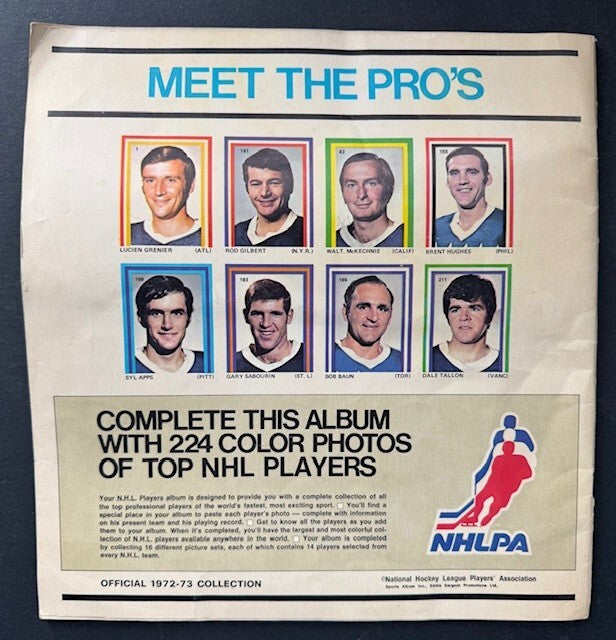 MEET THE PRO'S
1
141
43
166
LUCIEN GRENIER (ATL)
ROD GILBERT (N.Y.R.)
WALT. McKECHNIE (CALIF)
BRENT HUGHES (PHIL)
183
199
211
SYL APPS (PITT)
GARY SABOURIN (ST. L)
BOB BAUN (TOR)
DALE TALLON (VANC)
COMPLETE THIS ALBUM
WITH 224 COLOR PHOTOS
OF TOP NHL PLAYERS
Your N.H.L. Players album is designed to provide you with a complete collection of all
the top professional players of the world's fastest, most exciting sport. □ You'll find a
special place in your album to paste each player's photo — complete with information
on his present team and his playing record. □ Get to know all the players as you add
them to your album. When it's completed, you'll have the largest and most colorful col-
lection of N.H.L. players available anywhere in the world. □ Your album is completed
by collecting 16 different picture sets, each of which contains 14 players selected from
every N.H.L. team.
NHLPA
OFFICIAL 1972-73 COLLECTION
©National Hockey League Players' Association
Sports Album Inc., Eddie Sargent Promotions Ltd.